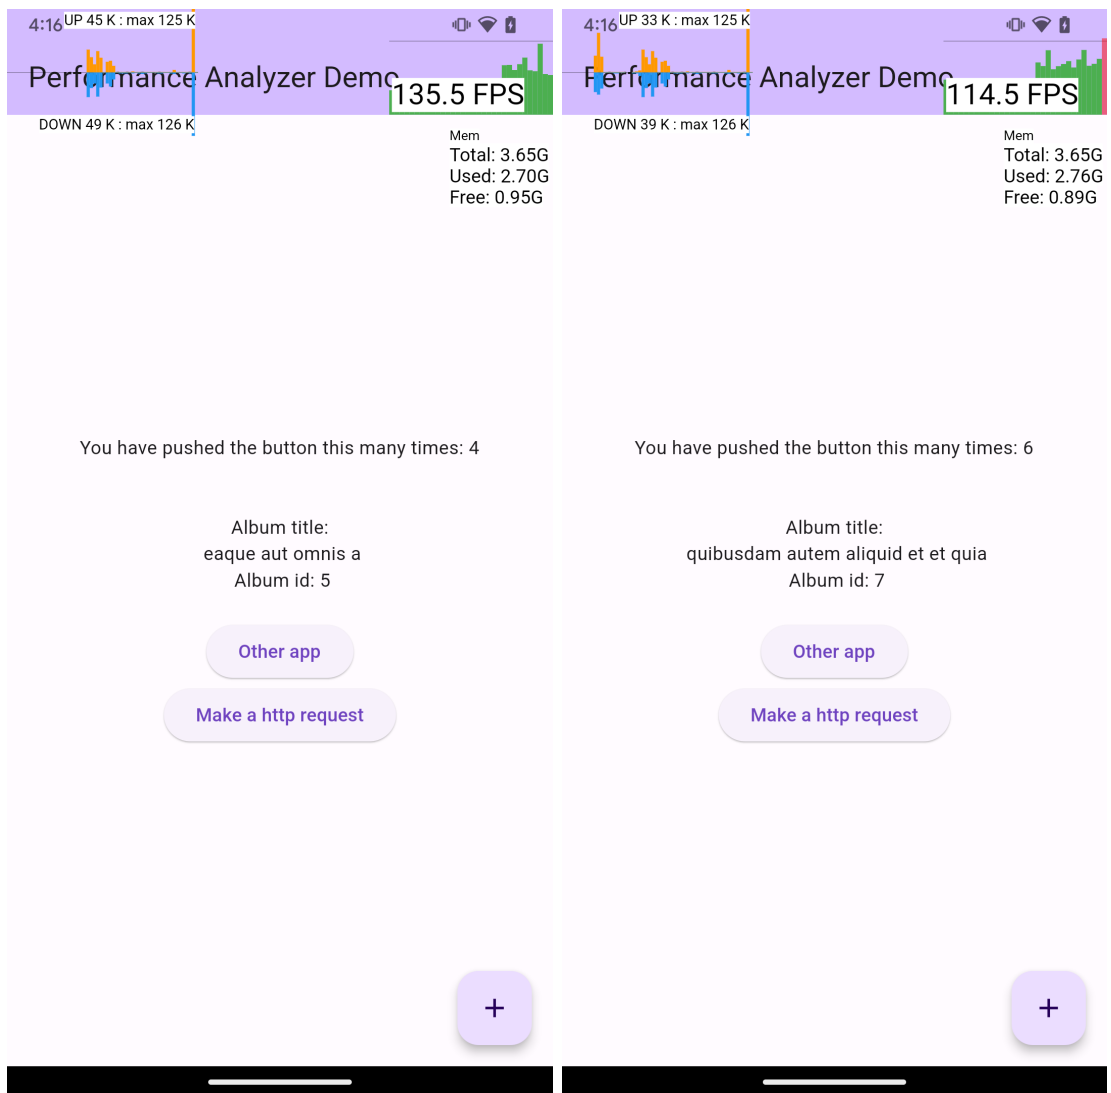 4:16 UP 45 K : max 125 K
Performance Analyzer Demo
135.5 FPS
DOWN 49 K : max 126 K
Mem
Total: 3.65G
Used: 2.70G
Free: 0.95G
You have pushed the button this many times: 4
Album title:
eaque aut omnis a
Album id: 5
Other app
Make a http request
+
4:16 UP 33 K : max 125 K
Performance Analyzer Demo
114.5 FPS
DOWN 39 K : max 126 K
Mem
Total: 3.65G
Used: 2.76G
Free: 0.89G
You have pushed the button this many times: 6
Album title:
quibusdam autem aliquid et et quia
Album id: 7
Other app
Make a http request
+